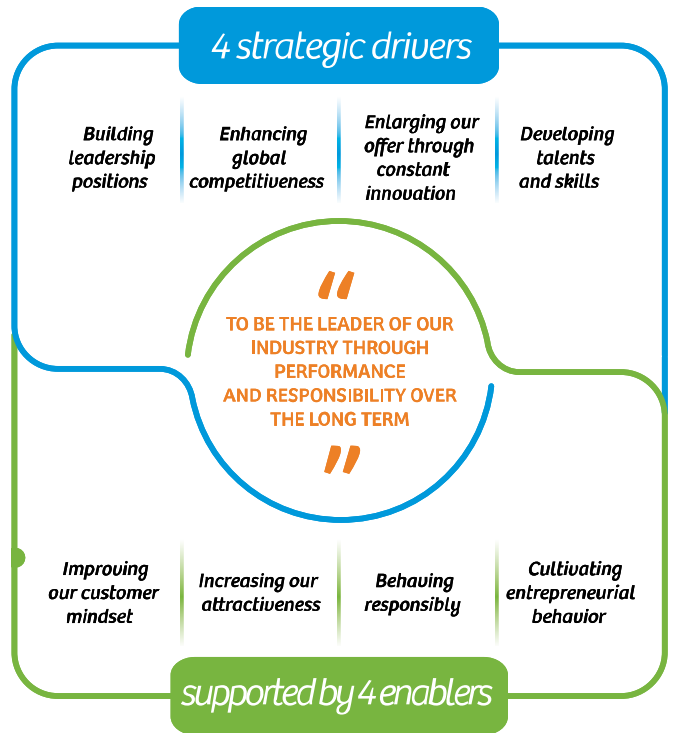 4 strategic drivers
Building
leadership
positions
Enhancing
global
competitiveness
Enlarging our
offer through
constant
innovation
Developing
talents
and skills
“
TO BE THE LEADER OF OUR
INDUSTRY THROUGH
PERFORMANCE
AND RESPONSIBILITY OVER
THE LONG TERM
”
Improving
our customer
mindset
Increasing our
attractiveness
Behaving
responsibly
Cultivating
entrepreneurial
behavior
supported by 4 enablers